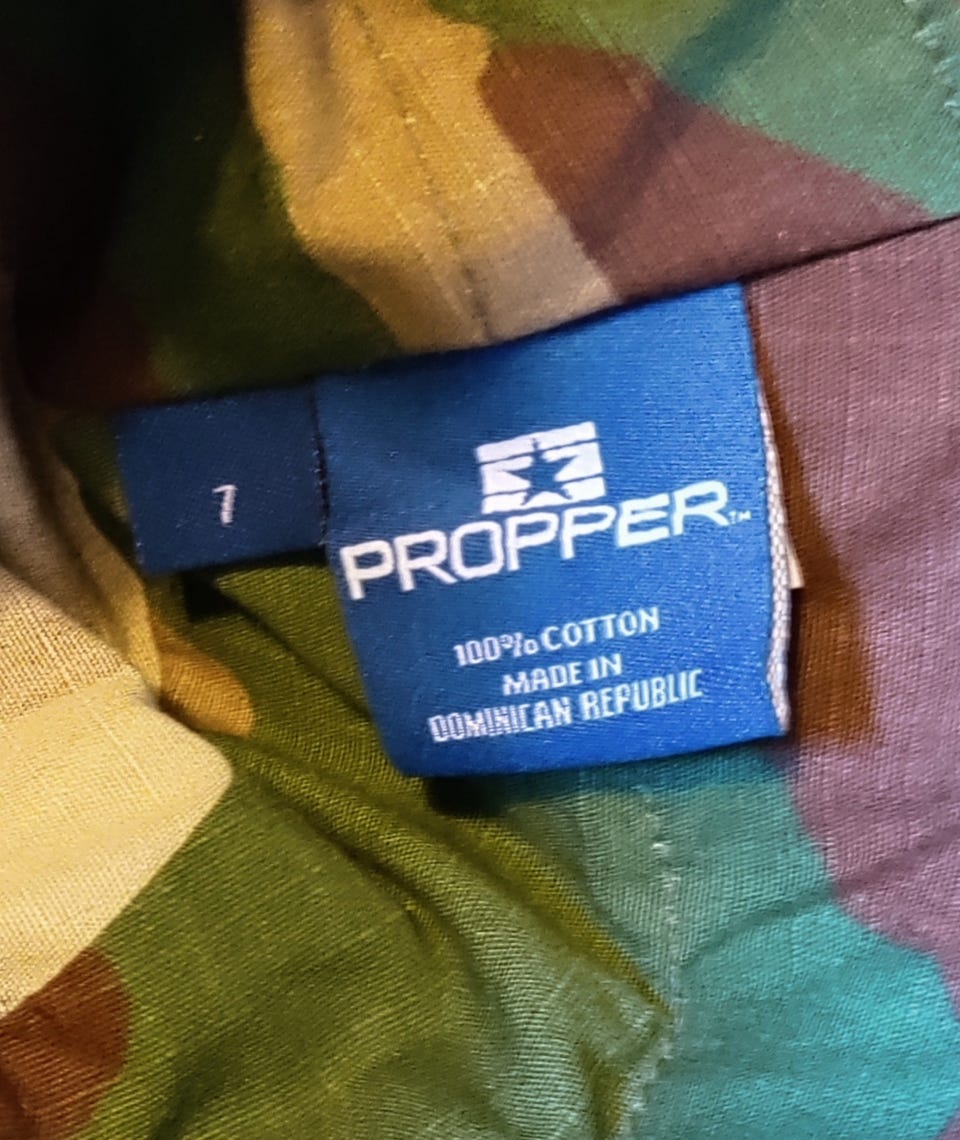 7
PROPPER™
100% COTTON
MADE IN
DOMINICAN REPUBLIC